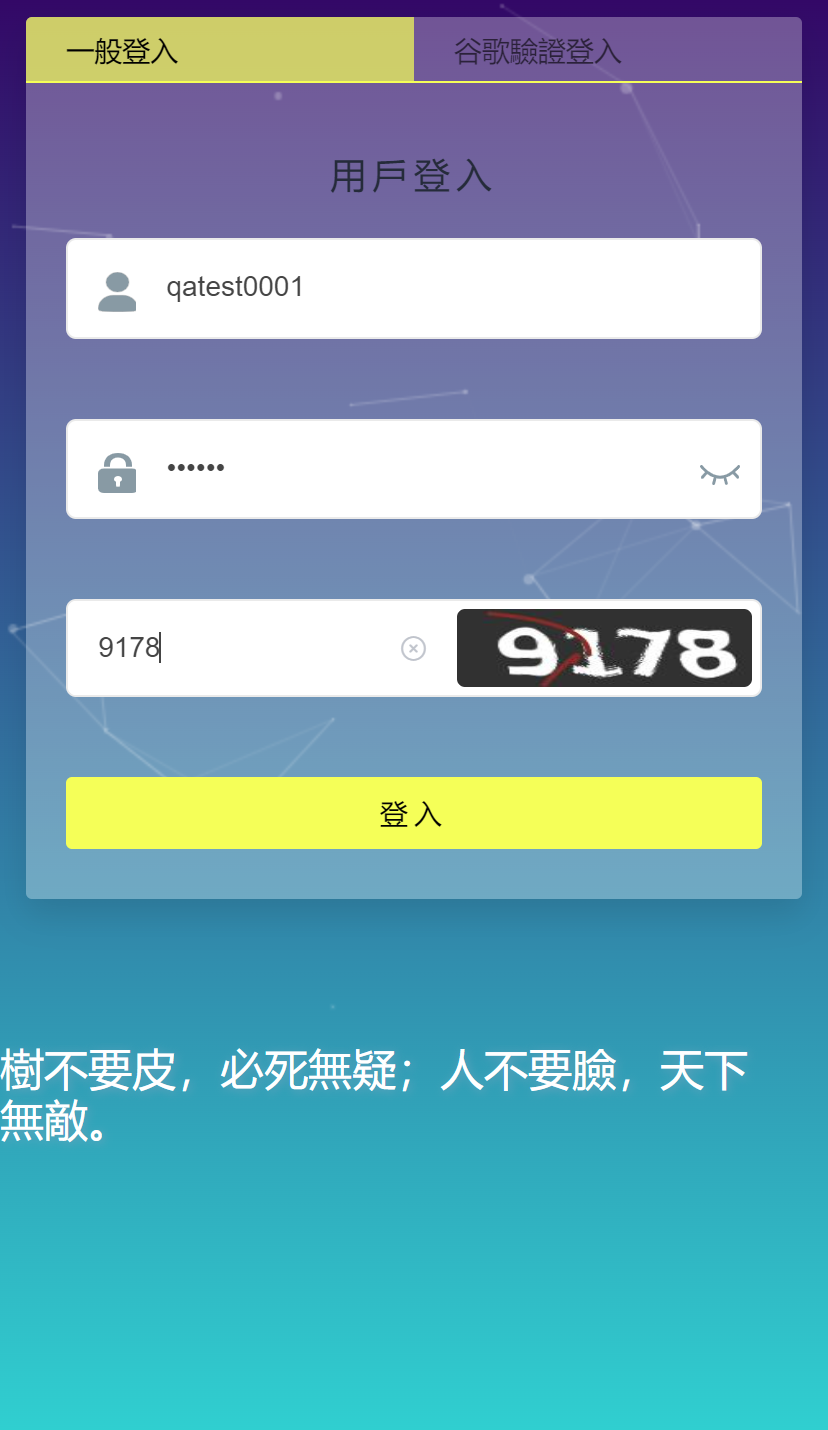 一般登入
谷歌驗證登入
用戶登入
qatest0001
••••••
9178
9178
登入
樹不要皮，必死無疑；人不要臉，天下
無敵。